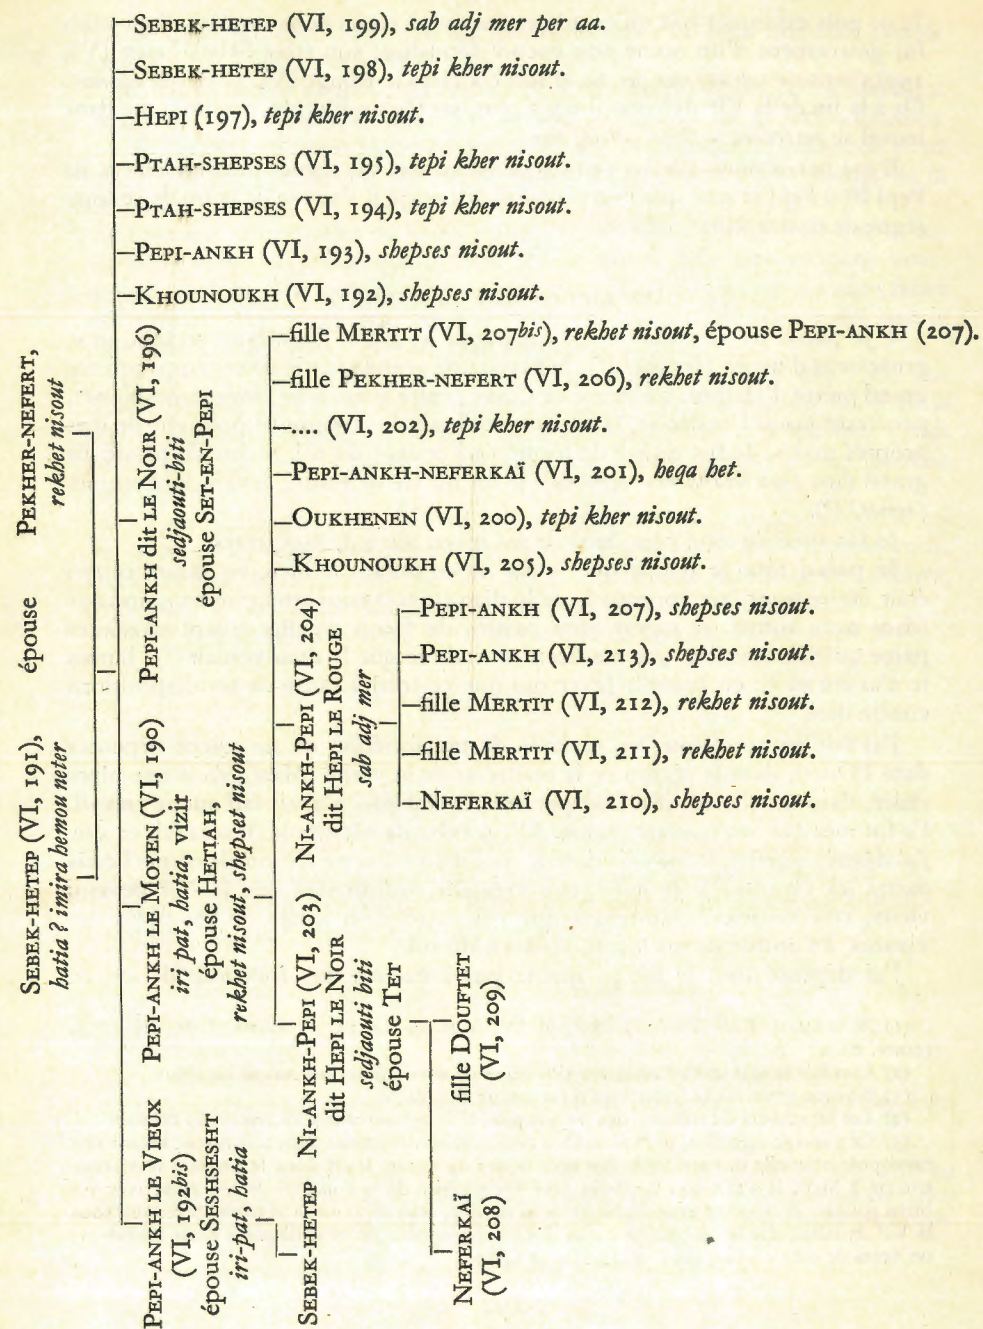 SEBEK-HETEP (VI, 199), sab adj mer per aa.
SEBEK-HETEP (VI, 198), tepi kher nisout.
HEPI (197), tepi kher nisout.
PTAH-SHEPSES (VI, 195), tepi kher nisout.
PTAH-SHEPSES (VI, 194), tepi kher nisout.
PEPI-ANKH (VI, 193), shepses nisout.
KHOUNOUKH (VI, 192), shepses nisout.
SEBEK-HETEP (VI, 191),
hatia ? imira hemou neter
épouse
PEKHER-NEFERT,
rekhet nisout
PEPI-ANKH LE VIEUX
(VI, 192bis)
épouse SESHSESHT
iri-pat, hatia
PEPI-ANKH LE MOYEN (VI, 190)
iri pat, hatia, vizir
épouse HETIAH,
rekhet nisout, shepset nisout
PEPI-ANKH dit LE NOIR (VI, 196)
sedjaouti-biti
épouse SET-EN-PEPI
fille MERTIT (VI, 207bis), rekhet nisout, épouse PEPI-ANKH (207).
fille PEKHER-NEFERT (VI, 206), rekhet nisout.
.... (VI, 202), tepi kher nisout.
PEPI-ANKH-NEFERKAÏ (VI, 201), heqa het.
OUKHENEN (VI, 200), tepi kher nisout.
KHOUNOUKH (VI, 205), shepses nisout.
SEBEK-HETEP
NI-ANKH-PEPI (VI, 203)
dit HEPI LE NOIR
sedjaouti biti
épouse TET
NI-ANKH-PEPI (VI, 204)
dit HEPI LE ROUGE
sab adj mer
PEPI-ANKH (VI, 207), shepses nisout.
PEPI-ANKH (VI, 213), shepses nisout.
fille MERTIT (VI, 212), rekhet nisout.
fille MERTIT (VI, 211), rekhet nisout.
NEFERKAÏ (VI, 210), shepses nisout.
NEFERKAÏ
(VI, 208)
fille DOUFTET
(VI, 209)